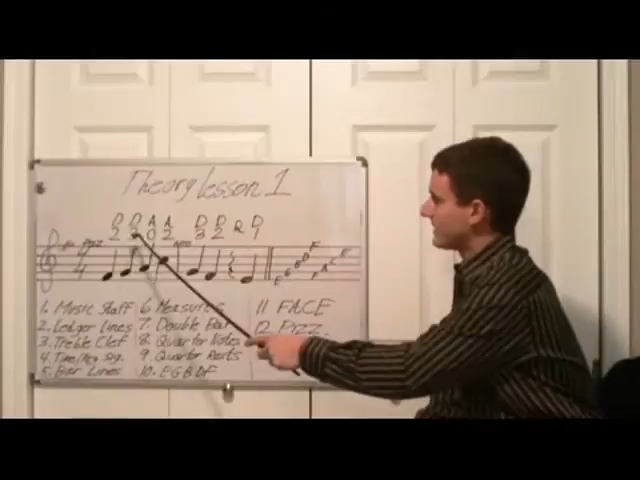 Theory lesson 1
D D A A D D R D
2 3 0 2 3 2 1
E G B D F
F A C E
1. Music Staff
2. Ledger Lines
3. Treble Clef
4. Time/Key sig.
5. Bar Lines
6. Measures
7. Double Bar
8. Quarter Notes
9. Quarter Rests
10. EGBDF
11 FACE
12 Pizz.